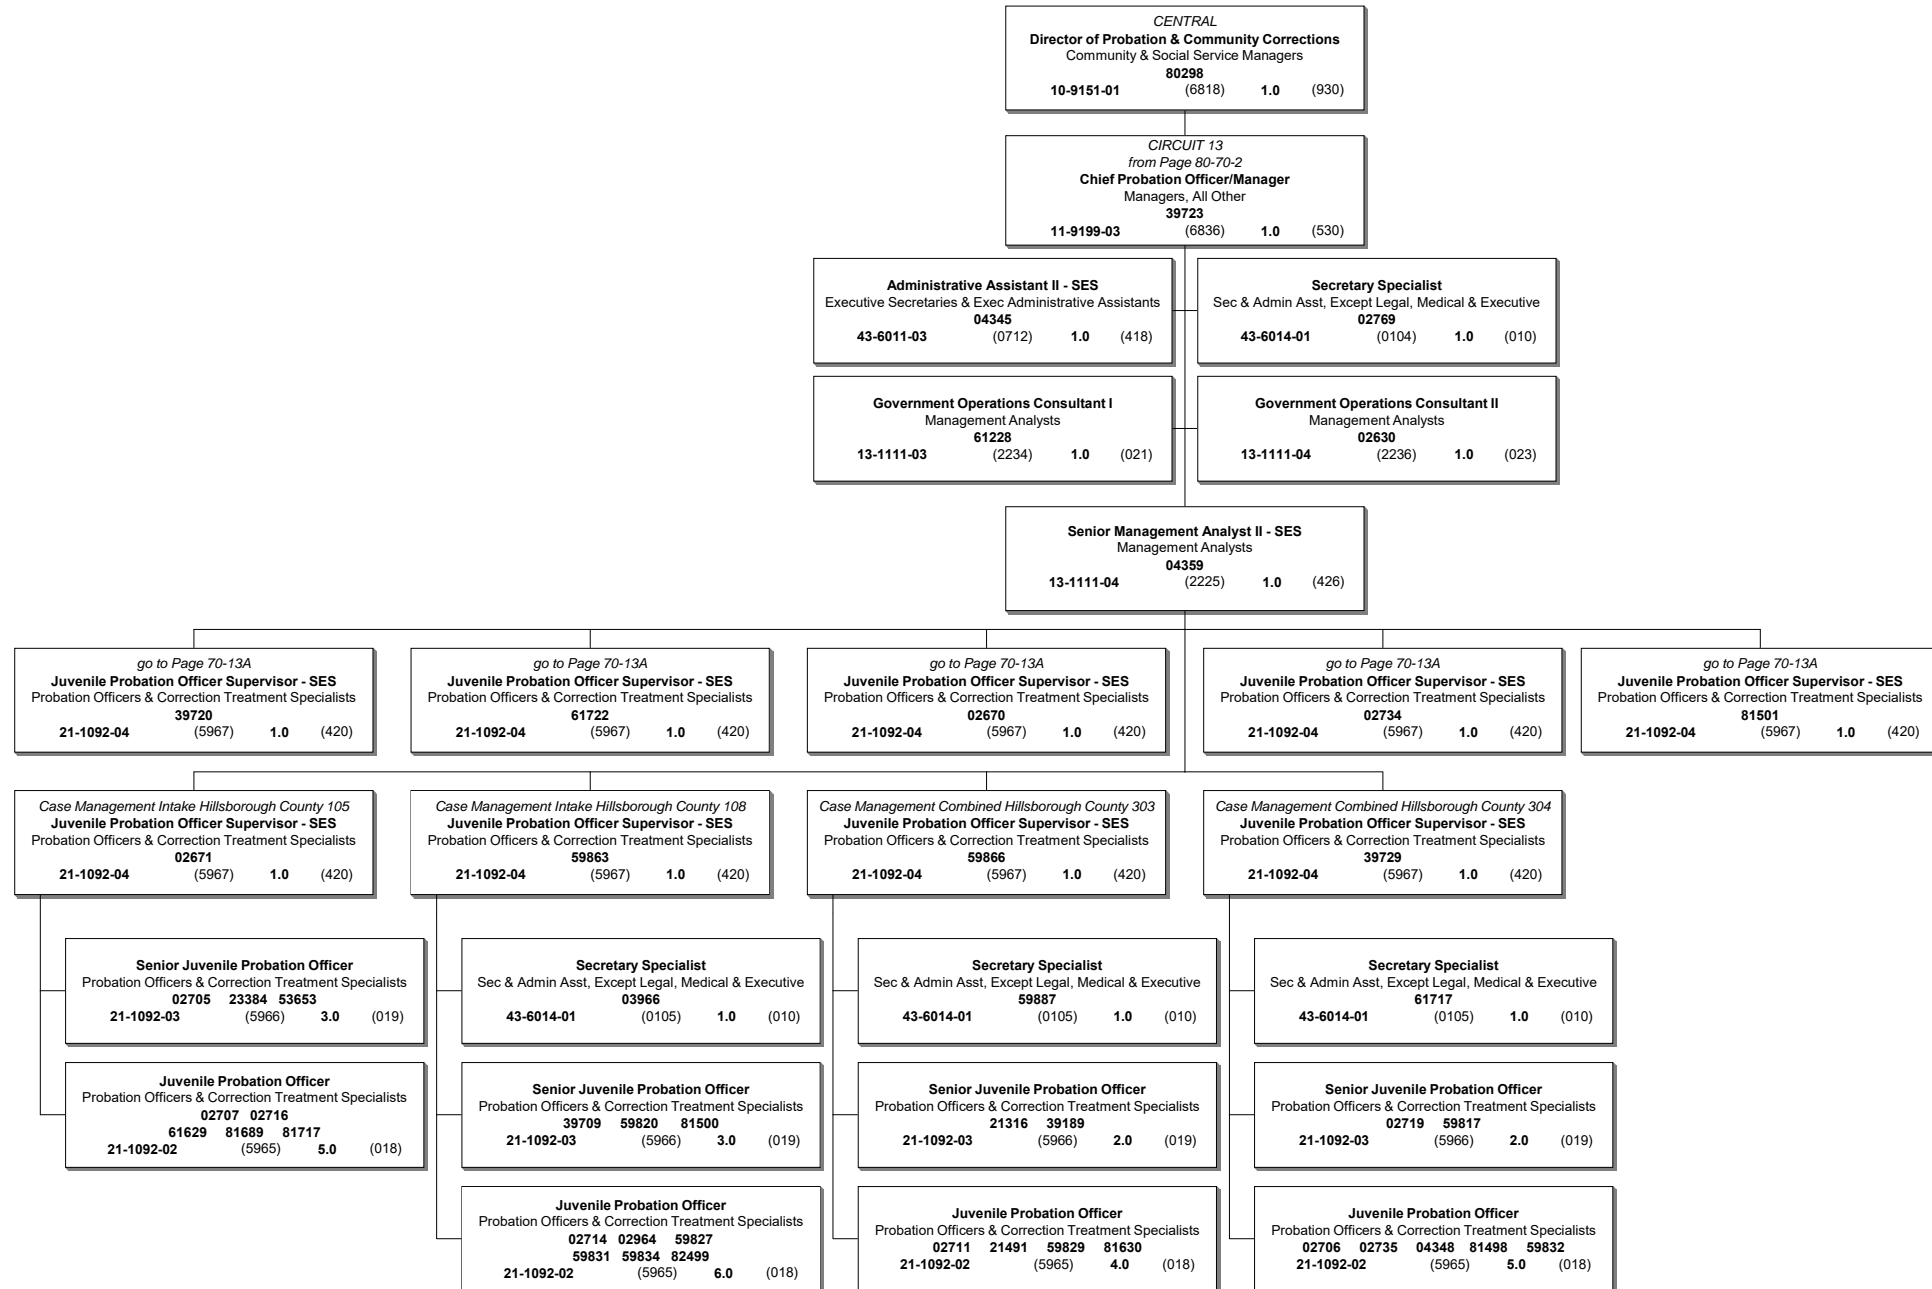 CENTRAL
Director of Probation & Community Corrections
Community & Social Service Managers
80298
10-9151-01 (6818) 1.0 (930)
CIRCUIT 13
from Page 80-70-2
Chief Probation Officer/Manager
Managers, All Other
39723
11-9199-03 (6836) 1.0 (530)
Administrative Assistant II - SES
Executive Secretaries & Exec Administrative Assistants
04345
43-6011-03 (0712) 1.0 (418)
Secretary Specialist
Sec & Admin Asst, Except Legal, Medical & Executive
02769
43-6014-01 (0104) 1.0 (010)
Government Operations Consultant I
Management Analysts
61228
13-1111-03 (2234) 1.0 (021)
Government Operations Consultant II
Management Analysts
02630
13-1111-04 (2236) 1.0 (023)
Senior Management Analyst II - SES
Management Analysts
04359
13-1111-04 (2225) 1.0 (426)
go to Page 70-13A
Juvenile Probation Officer Supervisor - SES
Probation Officers & Correction Treatment Specialists
39720
21-1092-04 (5967) 1.0 (420)
go to Page 70-13A
Juvenile Probation Officer Supervisor - SES
Probation Officers & Correction Treatment Specialists
61722
21-1092-04 (5967) 1.0 (420)
go to Page 70-13A
Juvenile Probation Officer Supervisor - SES
Probation Officers & Correction Treatment Specialists
02670
21-1092-04 (5967) 1.0 (420)
go to Page 70-13A
Juvenile Probation Officer Supervisor - SES
Probation Officers & Correction Treatment Specialists
02734
21-1092-04 (5967) 1.0 (420)
go to Page 70-13A
Juvenile Probation Officer Supervisor - SES
Probation Officers & Correction Treatment Specialists
81501
21-1092-04 (5967) 1.0 (420)
Case Management Intake Hillsborough County 105
Juvenile Probation Officer Supervisor - SES
Probation Officers & Correction Treatment Specialists
02671
21-1092-04 (5967) 1.0 (420)
Case Management Intake Hillsborough County 108
Juvenile Probation Officer Supervisor - SES
Probation Officers & Correction Treatment Specialists
59863
21-1092-04 (5967) 1.0 (420)
Case Management Combined Hillsborough County 303
Juvenile Probation Officer Supervisor - SES
Probation Officers & Correction Treatment Specialists
59866
21-1092-04 (5967) 1.0 (420)
Case Management Combined Hillsborough County 304
Juvenile Probation Officer Supervisor - SES
Probation Officers & Correction Treatment Specialists
39729
21-1092-04 (5967) 1.0 (420)
Senior Juvenile Probation Officer
Probation Officers & Correction Treatment Specialists
02705 23384 53653
21-1092-03 (5966) 3.0 (019)
Secretary Specialist
Sec & Admin Asst, Except Legal, Medical & Executive
03966
43-6014-01 (0105) 1.0 (010)
Secretary Specialist
Sec & Admin Asst, Except Legal, Medical & Executive
59887
43-6014-01 (0105) 1.0 (010)
Secretary Specialist
Sec & Admin Asst, Except Legal, Medical & Executive
61717
43-6014-01 (0105) 1.0 (010)
Juvenile Probation Officer
Probation Officers & Correction Treatment Specialists
02707 02716
61629 81689 81717
21-1092-02 (5965) 5.0 (018)
Senior Juvenile Probation Officer
Probation Officers & Correction Treatment Specialists
39709 59820 81500
21-1092-03 (5966) 3.0 (019)
Senior Juvenile Probation Officer
Probation Officers & Correction Treatment Specialists
21316 39189
21-1092-03 (5966) 2.0 (019)
Senior Juvenile Probation Officer
Probation Officers & Correction Treatment Specialists
02719 59817
21-1092-03 (5966) 2.0 (019)
Juvenile Probation Officer
Probation Officers & Correction Treatment Specialists
02714 02964 59827
59831 59834 82499
21-1092-02 (5965) 6.0 (018)
Juvenile Probation Officer
Probation Officers & Correction Treatment Specialists
02711 21491 59829 81630
21-1092-02 (5965) 4.0 (018)
Juvenile Probation Officer
Probation Officers & Correction Treatment Specialists
02706 02735 04348 81498 59832
21-1092-02 (5965) 5.0 (018)